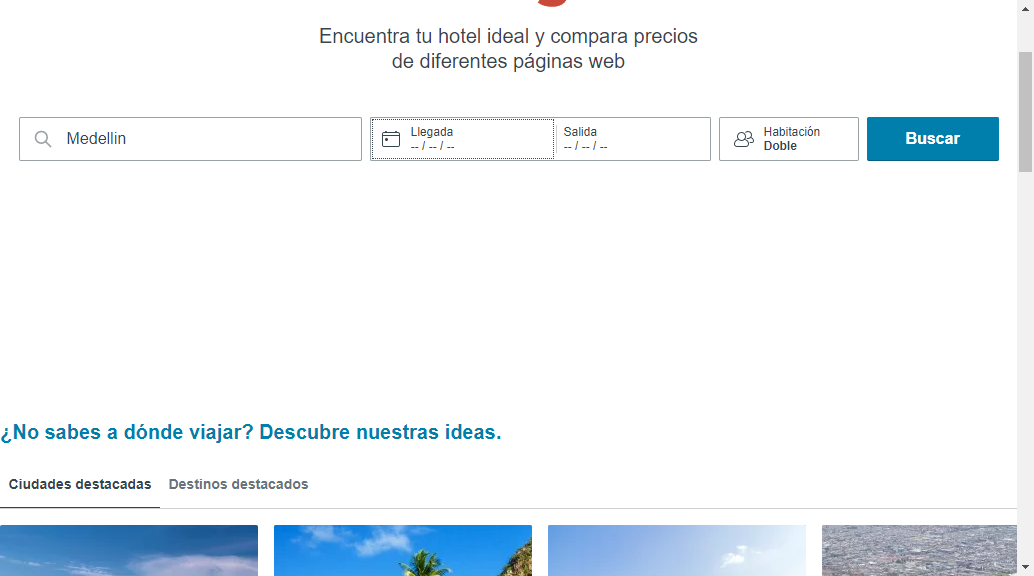 Encuentra tu hotel ideal y compara precios
de diferentes páginas web
Medellin
Llegada
-- / -- / --
Salida
-- / -- / --
Habitación
Doble
Buscar
¿No sabes a dónde viajar? Descubre nuestras ideas.
Ciudades destacadas
Destinos destacados